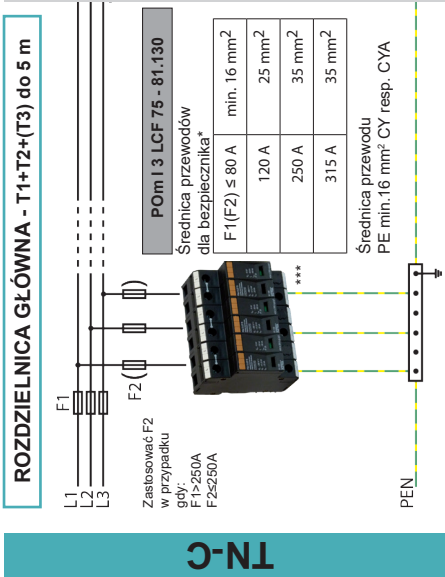 ROZDZIELNICA GŁÓWNA - T1+T2+(T3) do 5 m
TN-C
L1
L2
L3
F1
F2
Zastosować F2
w przypadku
gdy:
F1>250A
F2≤250A
POm I 3 LCF 75 - 81.130
Średnica przewodów
dla bezpiecznika*
F1(F2) ≤ 80 A min. 16 mm²
120 A 25 mm²
250 A 35 mm²
315 A 35 mm²
***
Średnica przewodu
PE min.16 mm² CY resp. CYA
PEN